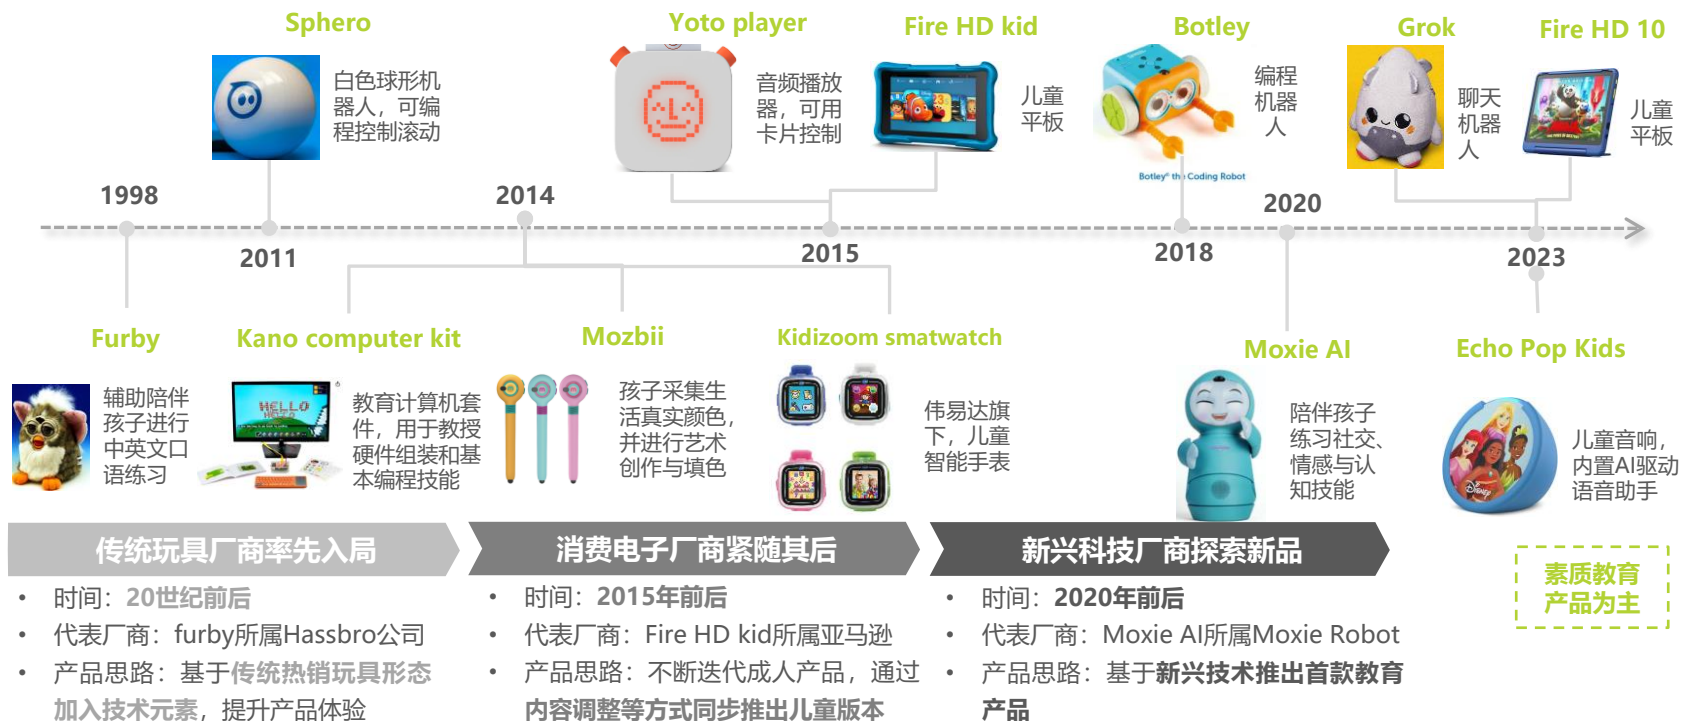 Sphero
白色球形机
器人，可编
程控制滚动
Yoto player
音频播放
器，可用
卡片控制
Fire HD kid
儿童
平板
Botley
编程
机器
人
Botley® the Coding Robot
Grok
聊天
机器
人
Fire HD 10
儿童
平板
1998
2011
2014
2015
2018
2020
2023
Furby
辅助陪伴
孩子进行
中英文口
语练习
Kano computer kit
HELLO
教育计算机套
件，用于教授
硬件组装和基
本编程技能
Mozbii
孩子采集生
活真实颜色，
并进行艺术
创作与填色
Kidizoom smatwatch
伟易达旗
下，儿童
智能手表
Moxie AI
陪伴孩子
练习社交、
情感与认
知技能
Echo Pop Kids
Disney
儿童音响，
内置AI驱动
语音助手
传统玩具厂商率先入局
• 时间：20世纪前后
• 代表厂商：furby所属Hassbro公司
• 产品思路：基于传统热销玩具形态
加入技术元素，提升产品体验
消费电子厂商紧随其后
• 时间：2015年前后
• 代表厂商：Fire HD kid所属亚马逊
• 产品思路：不断迭代成人产品，通过
内容调整等方式同步推出儿童版本
新兴科技厂商探索新品
• 时间：2020年前后
• 代表厂商：Moxie AI所属Moxie Robot
• 产品思路：基于新兴技术推出首款教育
产品
素质教育
产品为主